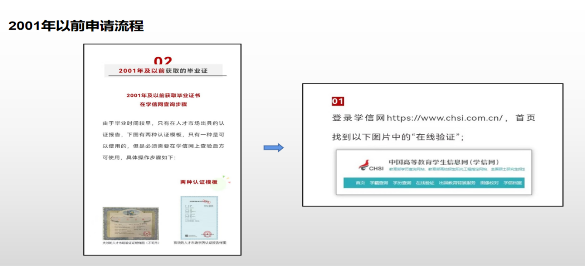 2001年以前申请流程
02
2001年及以前获取的毕业证
2001年及以前获取毕业证书
在学信网查询步骤
由于毕业时间较早，只有在人才市场出具的认
证报告，下图有两种认证模板，只有一种是可
以使用的，但是必须要能在学信网上查验后方
可使用，具体操作步骤如下：
两种认证模板
01
登录学信网https://www.chsi.com.cn/，首页
找到以下图片中的"在线验证"；
CHSI
中国高等教育学生信息网(学信网)